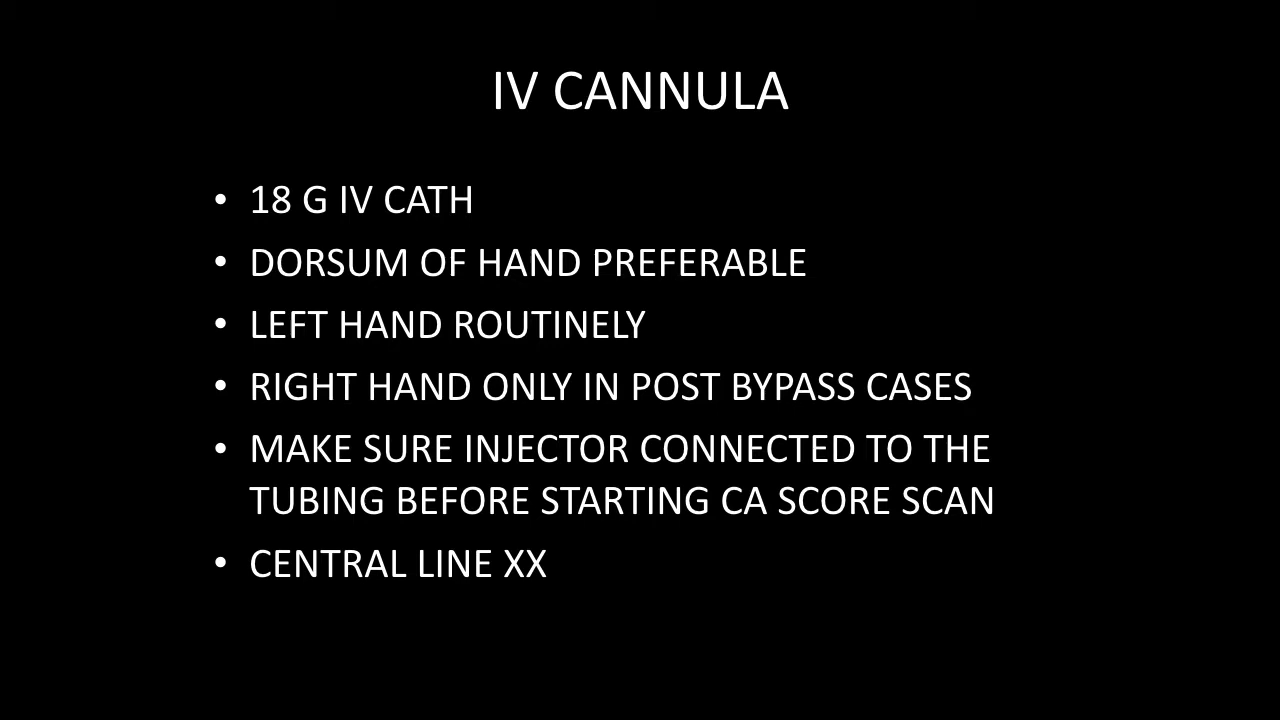 IV CANNULA
• 18 G IV CATH
• DORSUM OF HAND PREFERABLE
• LEFT HAND ROUTINELY
• RIGHT HAND ONLY IN POST BYPASS CASES
• MAKE SURE INJECTOR CONNECTED TO THE
TUBING BEFORE STARTING CA SCORE SCAN
• CENTRAL LINE XX